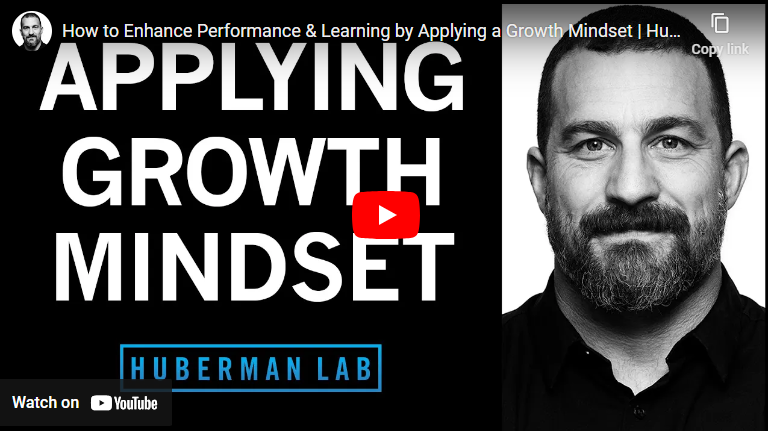 How to Enhance Performance & Learning by Applying a Growth Mindset | Hu...
Copy link
APPLYING
GROWTH
MINDSET
HUBERMAN LAB
Watch on YouTube